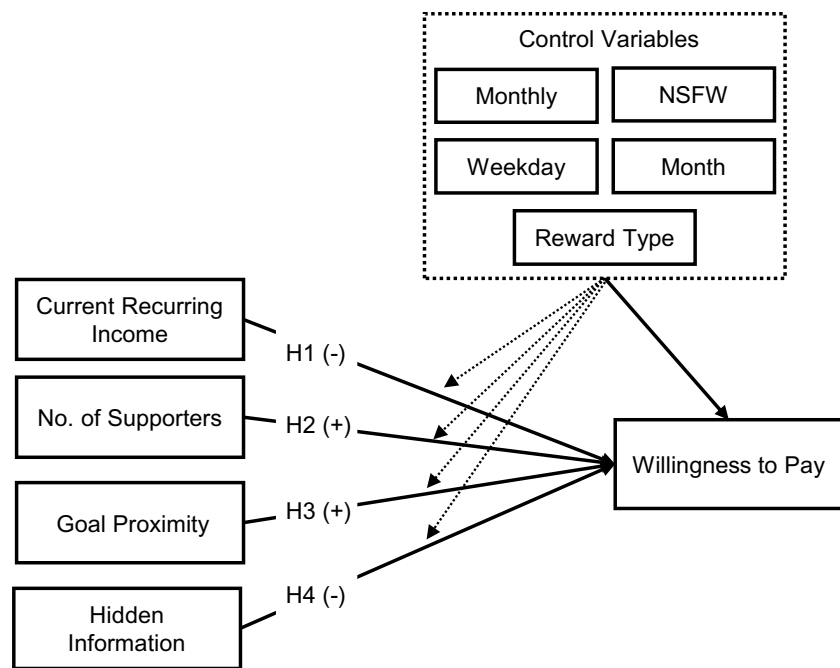 Control Variables
Monthly
NSFW
Weekday
Month
Reward Type
Current Recurring
Income
H1 (-)
No. of Supporters
H2 (+)
Willingness to Pay
Goal Proximity
H3 (+)
Hidden
Information
H4 (-)